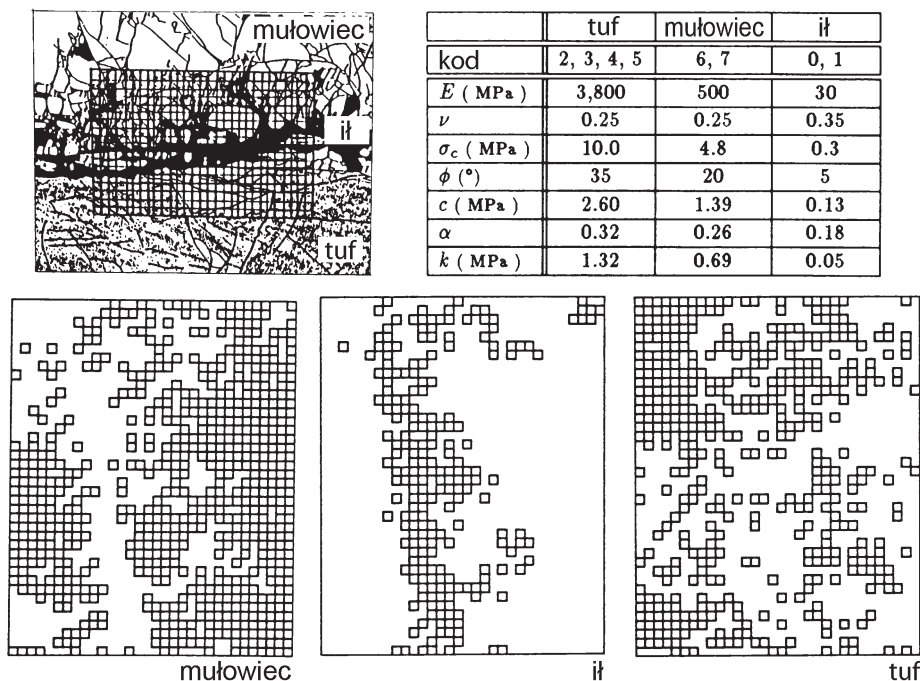 mułowiec
ił
tuf
tuf mułowiec ił
kod 2, 3, 4, 5 6, 7 0, 1
E ( MPa ) 3,800 500 30
ν 0.25 0.25 0.35
σc ( MPa ) 10.0 4.8 0.3
ϕ (°) 35 20 5
c ( MPa ) 2.60 1.39 0.13
α 0.32 0.26 0.18
k ( MPa ) 1.32 0.69 0.05
mułowiec ił tuf